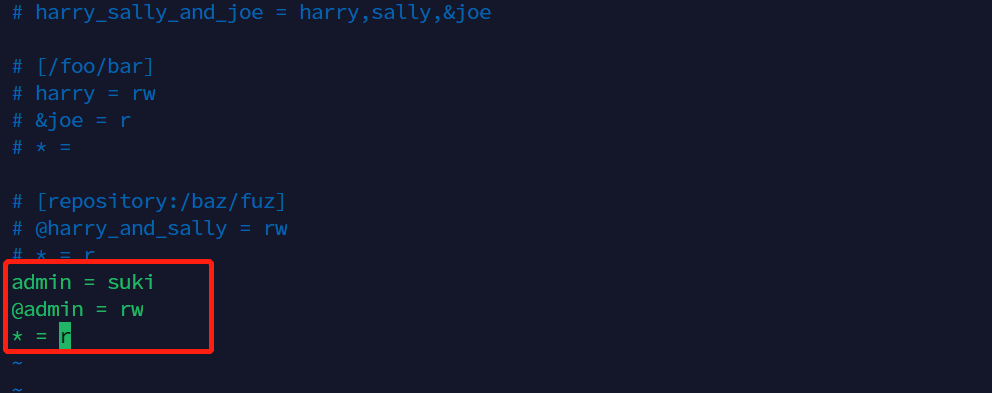 # harry_sally_and_joe = harry,sally,&joe
# [/foo/bar]
# harry = rw
# &joe = r
# * =
# [repository:/baz/fuz]
# @harry_and_sally = rw
# * = r
admin = suki
@admin = rw
* = r
~
~